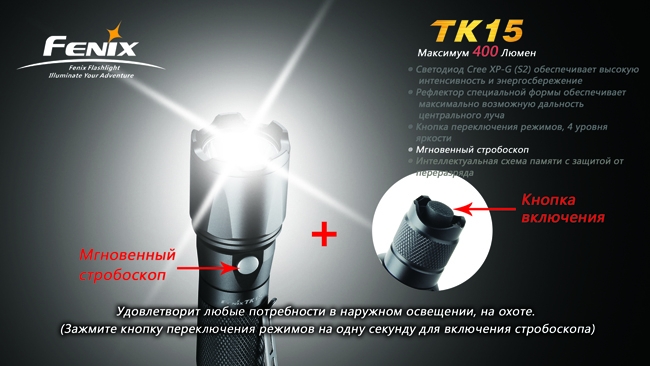 FENIX
Fenix Flashlight
Illuminate Your Adventure
TK15
Максимум 400 Люмен
• Светодиод Cree XP-G (S2) обеспечивает высокую
интенсивность и энергосбережение
• Рефлектор специальной формы обеспечивает
максимально возможную дальность
центрального луча
• Кнопка переключения режимов, 4 уровня
яркости
• Мгновенный стробоскоп
• Интеллектуальная схема памяти с защитой от
переразряда
Кнопка
включения
+
Мгновенный
стробоскоп
FENIX TK
Удовлетворит любые потребности в наружном освещении, на охоте.
(Зажмите кнопку переключения режимов на одну секунду для включения стробоскопа)